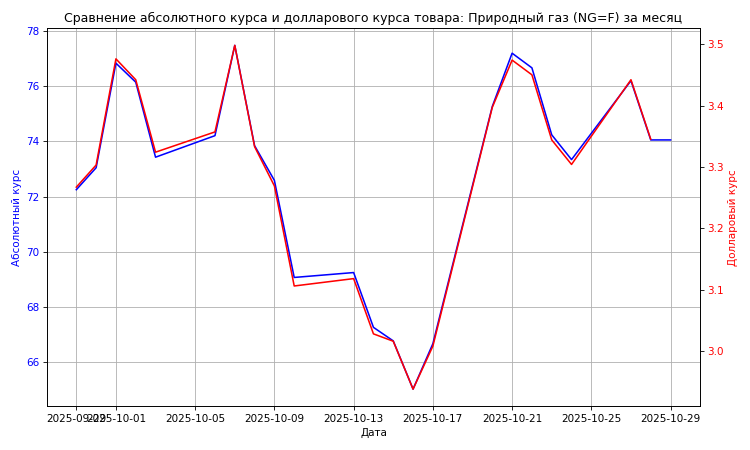 Сравнение абсолютного курса и долларового курса товара: Природный газ (NG=F) за месяц
78
76
74
72
70
68
66
Абсолютный курс
3.5
3.4
3.3
3.2
3.1
3.0
Долларовый курс
2025-09-29 2025-10-01 2025-10-05 2025-10-09 2025-10-13 2025-10-17 2025-10-21 2025-10-25 2025-10-29
Дата